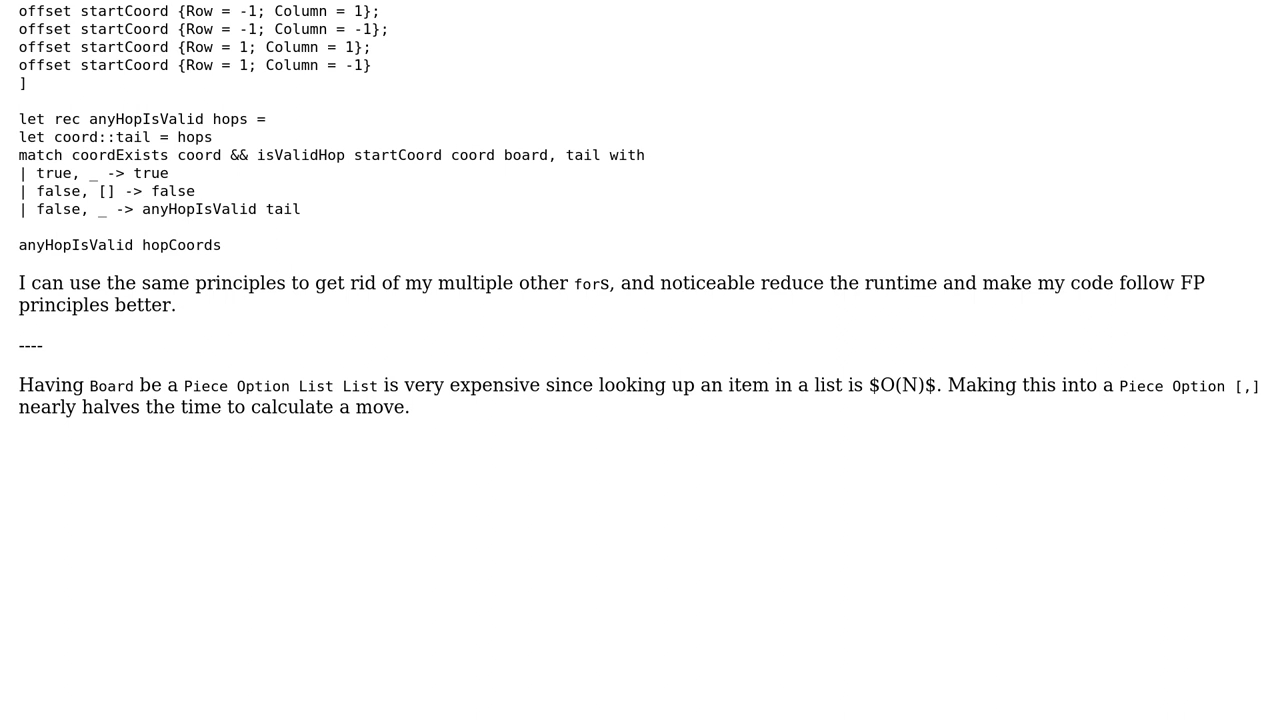 offset startCoord {Row = -1; Column = 1};
offset startCoord {Row = -1; Column = -1};
offset startCoord {Row = 1; Column = 1};
offset startCoord {Row = 1; Column = -1}
]
let rec anyHopIsValid hops =
let coord::tail = hops
match coordExists coord && isValidHop startCoord coord board, tail with
| true, _ -> true
| false, [] -> false
| false, _ -> anyHopIsValid tail
anyHopIsValid hopCoords
I can use the same principles to get rid of my multiple other fors, and noticeable reduce the runtime and make my code follow FP
principles better.
----
Having Board be a Piece Option List List is very expensive since looking up an item in a list is $O(N)$. Making this into a Piece Option [,]
nearly halves the time to calculate a move.